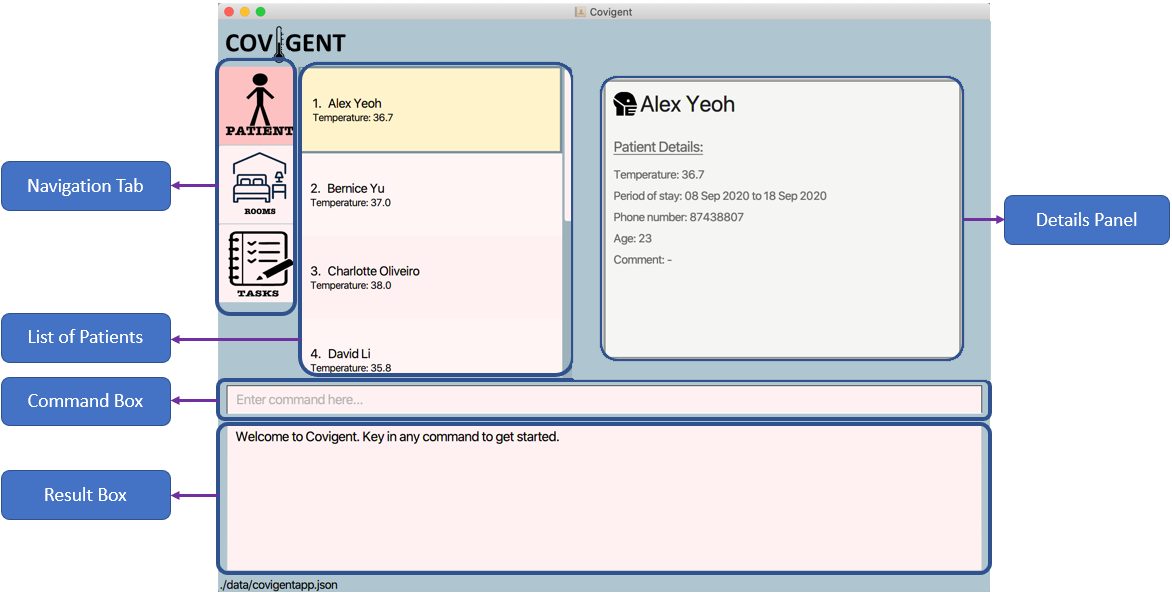 Covigent
COVIGENT
PATIENT
ROOMS
TASKS
Navigation Tab
List of Patients
Command Box
Result Box
1. Alex Yeoh
Temperature: 36.7
2. Bernice Yu
Temperature: 37.0
3. Charlotte Oliveiro
Temperature: 38.0
4. David Li
Temperature: 35.8
Alex Yeoh
Patient Details:
Temperature: 36.7
Period of stay: 08 Sep 2020 to 18 Sep 2020
Phone number: 87438807
Age: 23
Comment: -
Details Panel
Enter command here...
Welcome to Covigent. Key in any command to get started.
./data/covigentapp.json